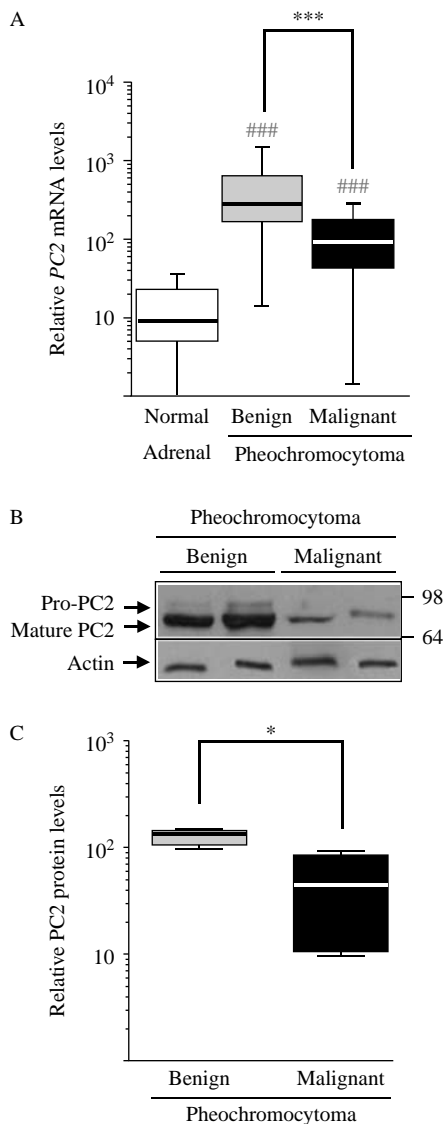 A
***
Relative PC2 mRNA levels
10⁴
10³
10²
10
###
###
Normal Adrenal
Benign
Malignant
Pheochromocytoma
B
Pheochromocytoma
Benign
Malignant
Pro-PC2
Mature PC2
Actin
98
64
C
*
Relative PC2 protein levels
10³
10²
10
Benign
Malignant
Pheochromocytoma